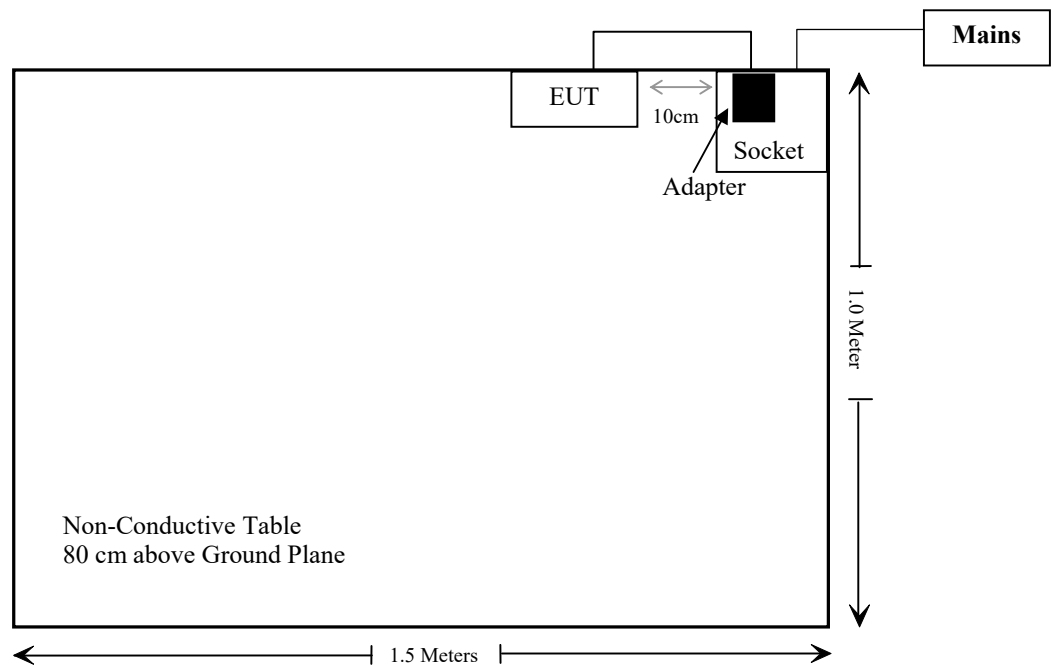 Mains
EUT
10cm
Socket
Adapter
1.0 Meter
Non-Conductive Table
80 cm above Ground Plane
1.5 Meters